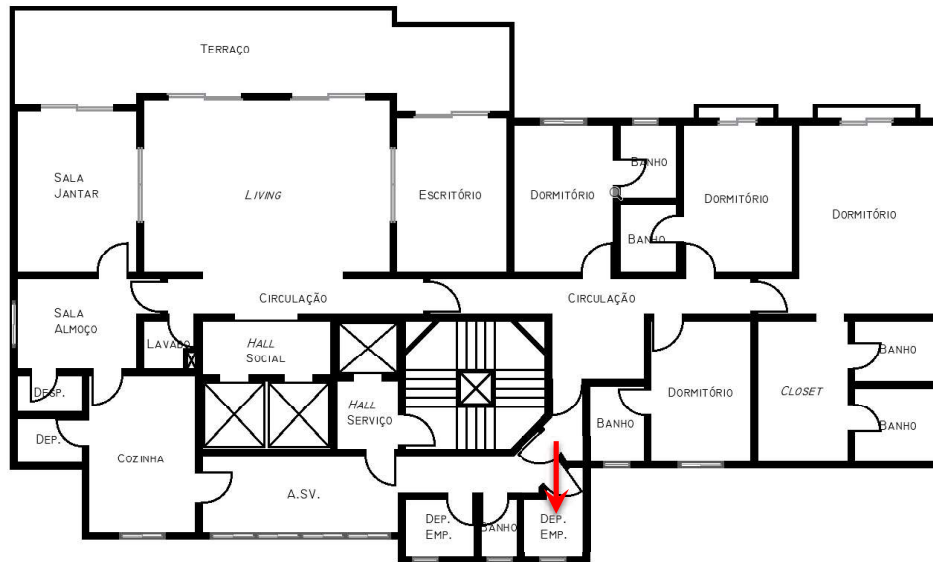 TERRAÇO
SALA
JANTAR
LIVING
ESCRITÓRIO
DORMITÓRIO
BANHO
BANHO
DORMITÓRIO
DORMITÓRIO
SALA
ALMOÇO
CIRCULAÇÃO
CIRCULAÇÃO
LAVABO
HALL
SOCIAL
HALL
SERVIÇO
DESP.
DEP.
COZINHA
A.SV.
DEP.
EMP.
BANHO
DEP.
EMP.
BANHO
DORMITÓRIO
CLOSET
BANHO
BANHO